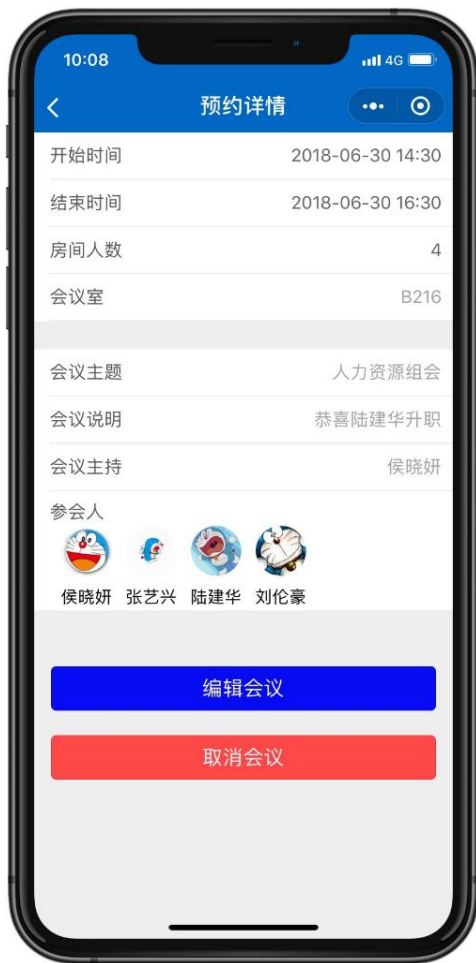 10:08 4G
预约详情
开始时间 2018-06-30 14:30
结束时间 2018-06-30 16:30
房间人数 4
会议室 B216
会议主题 人力资源组会
会议说明 恭喜陆建华升职
会议主持 侯晓妍
参会人
侯晓妍 张艺兴 陆建华 刘伦豪
编辑会议
取消会议